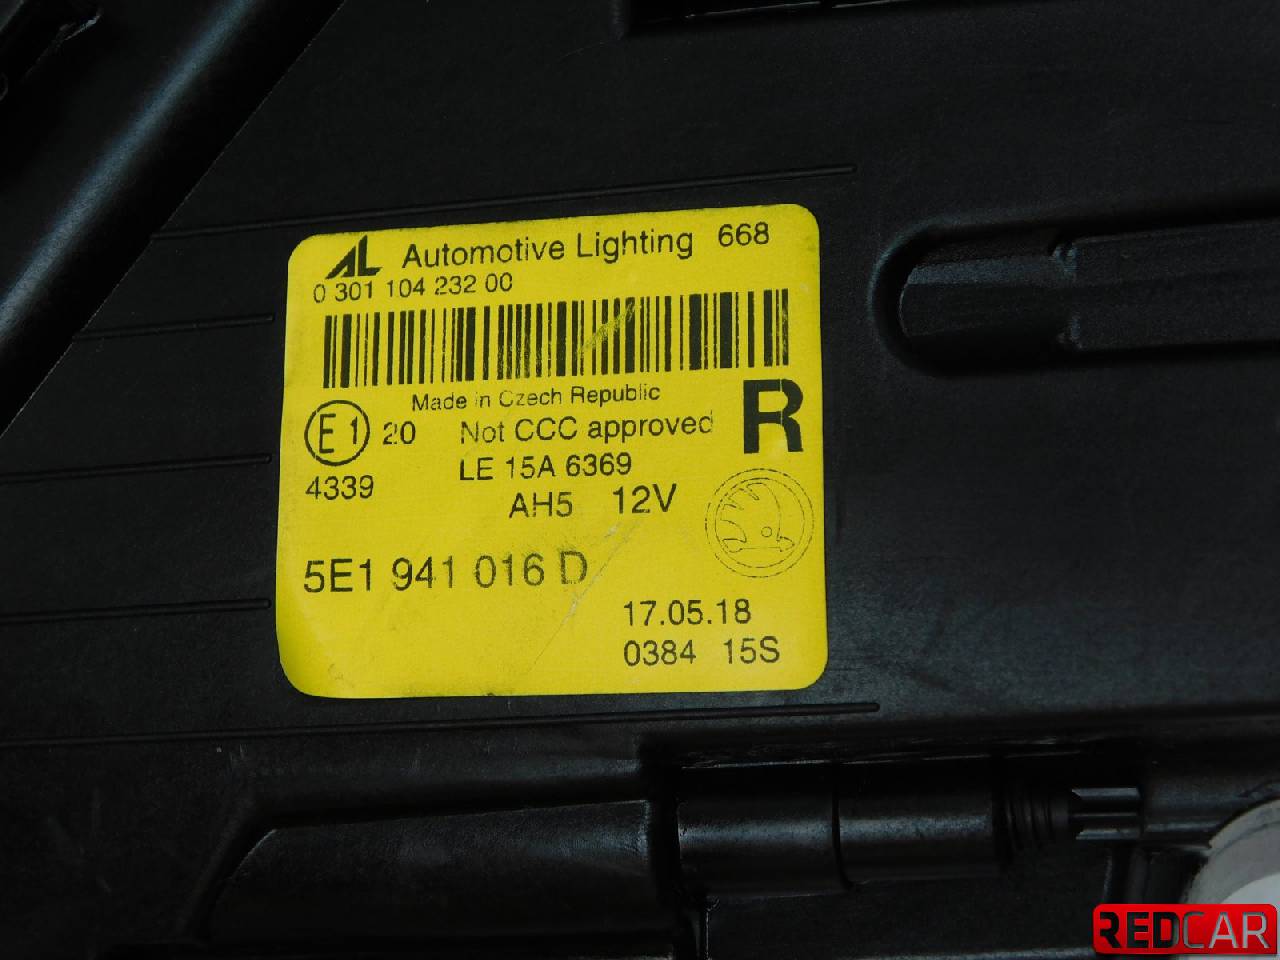 AL Automotive Lighting 668
0 301 104 232 00
Made in Czech Republic
E1 20 Not CCC approved R
4339 LE 15A 6369
AH5 12V
5E1 941 016 D
17.05.18
0384 15S
REDCAR